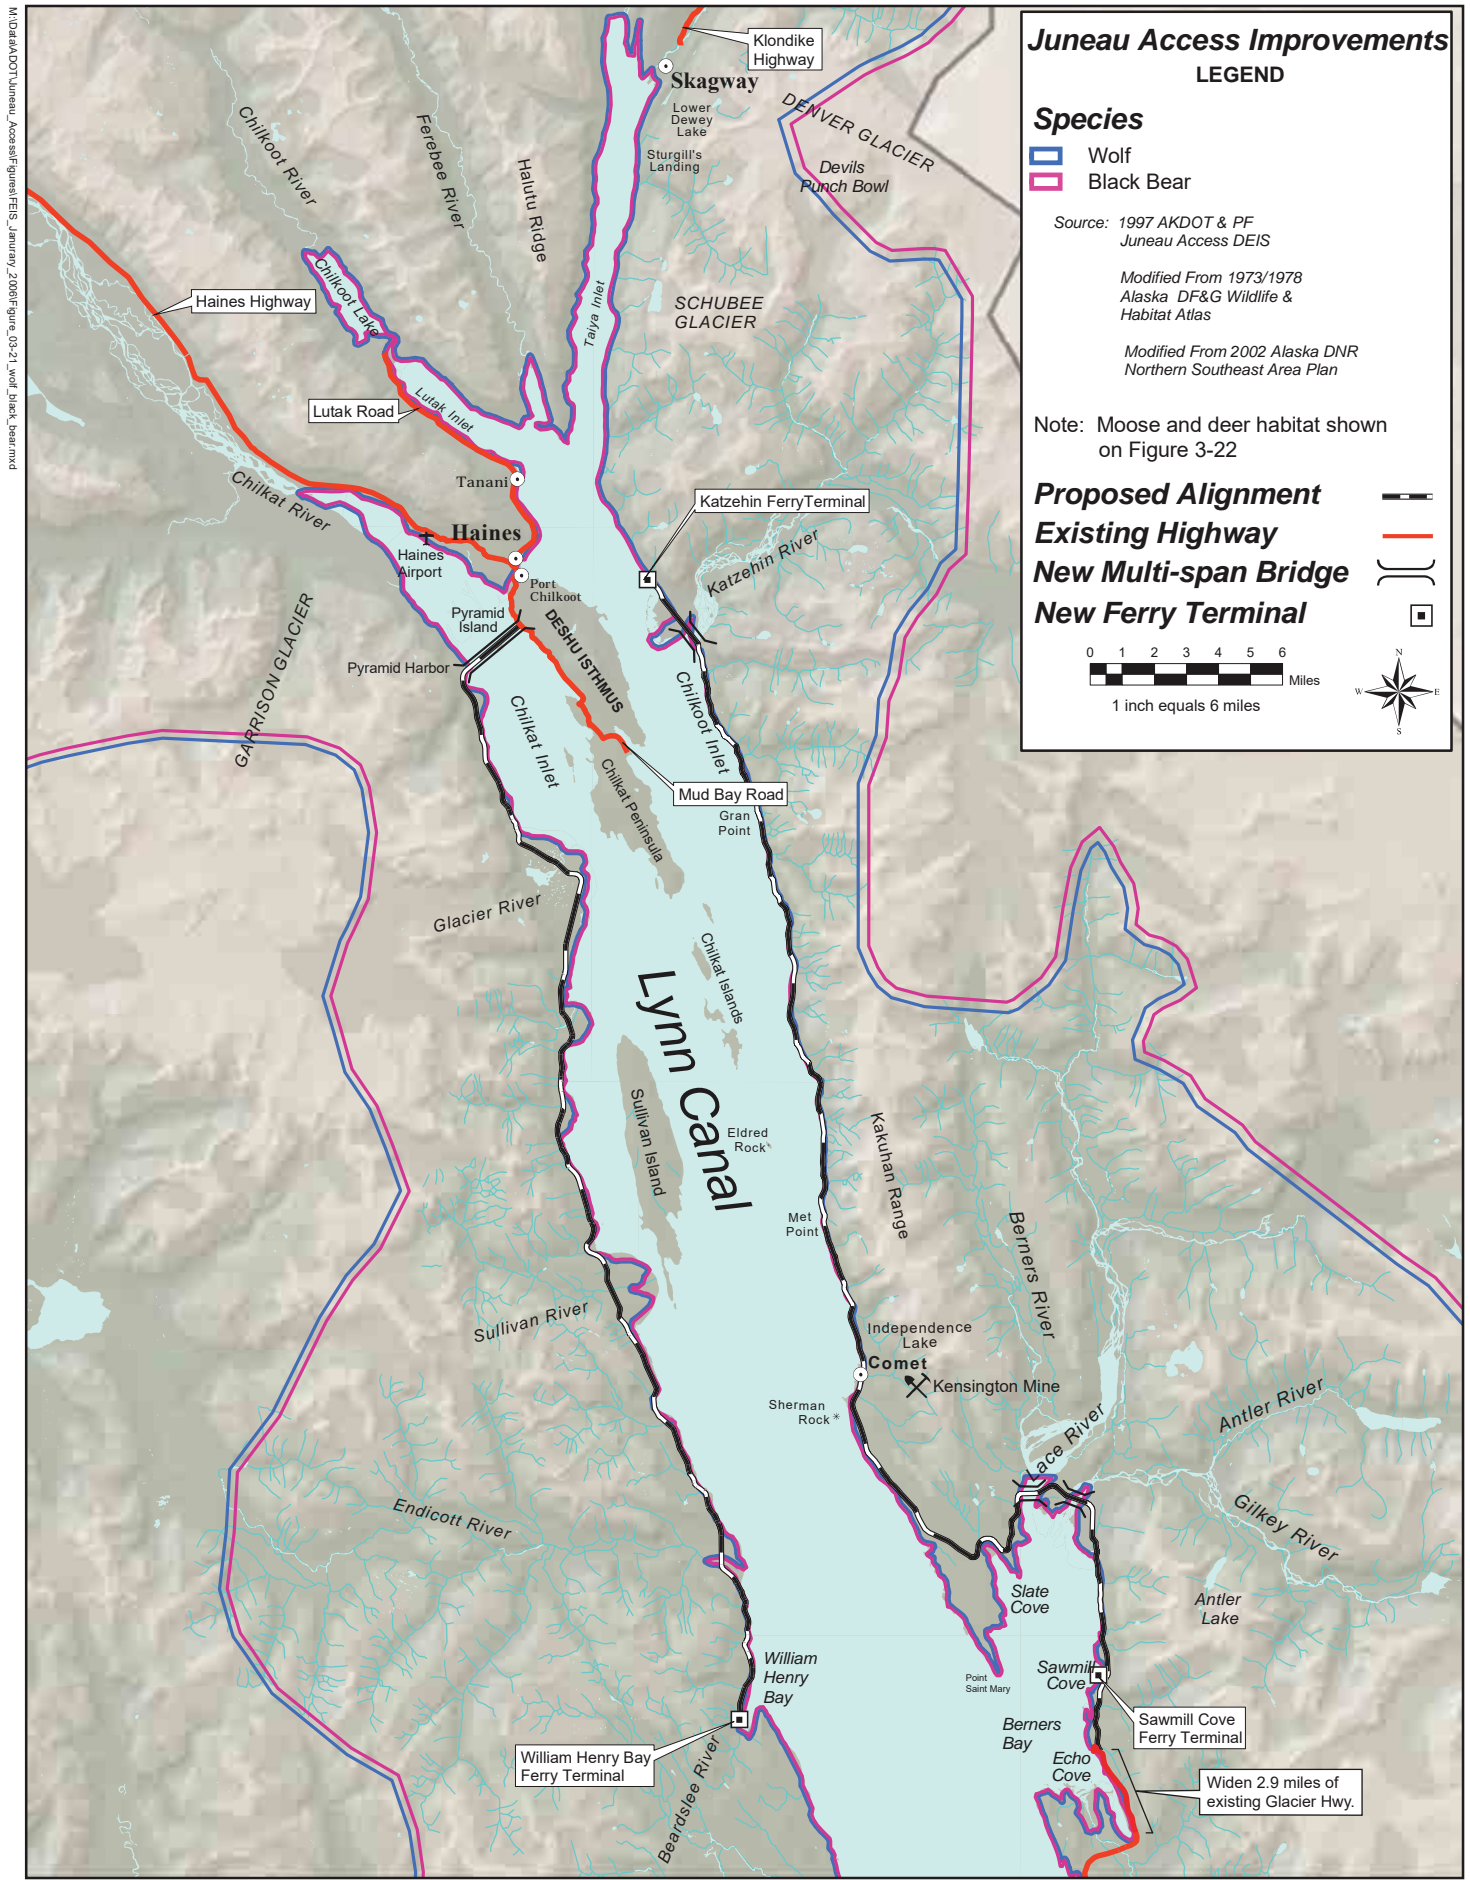 M:\Data\ADOT\Juneau_Access\Figures\FEIS_Janurary_2006\Figure_03-21_wolf_black_bear.mxd
Juneau Access Improvements
LEGEND
Species
Wolf
Black Bear
Source: 1997 AKDOT & PF
Juneau Access DEIS
Modified From 1973/1978
Alaska DF&G Wildlife &
Habitat Atlas
Modified From 2002 Alaska DNR
Northern Southeast Area Plan
Note: Moose and deer habitat shown
on Figure 3-22
Proposed Alignment
Existing Highway
New Multi-span Bridge
New Ferry Terminal
0 1 2 3 4 5 6
Miles
1 inch equals 6 miles
N
W
E
S
Klondike
Highway
Skagway
Lower
Dewey
Lake
Sturgill's
Landing
DENVER GLACIER
Devils
Punch Bowl
Chilkoot River
Ferebee River
Halutu Ridge
Taiya Inlet
SCHUBEE
GLACIER
Chilkoot Lake
Haines Highway
Lutak Road
Lutak Inlet
Tanani
Chilkat River
Haines
Haines
Airport
Port
Chilkoot
Katzehin FerryTerminal
Katzehin River
Pyramid
Island
Pyramid Harbor
DESHU ISTHMUS
GARRISON GLACIER
Chilkat Inlet
Chilkoot Inlet
Mud Bay Road
Chilkat Peninsula
Gran
Point
Glacier River
Chilkat Islands
Lynn Canal
Sullivan Island
Eldred
Rock
Kakuhan Range
Met
Point
Berners River
Sullivan River
Independence
Lake
Comet
Kensington Mine
Sherman
Rock
Lace River
Antler River
Gilkey River
Endicott River
Slate
Cove
Antler
Lake
William
Henry
Bay
Point
Saint Mary
Sawmill
Cove
Berners
Bay
Sawmill Cove
Ferry Terminal
Echo
Cove
William Henry Bay
Ferry Terminal
Beardslee River
Widen 2.9 miles of
existing Glacier Hwy.